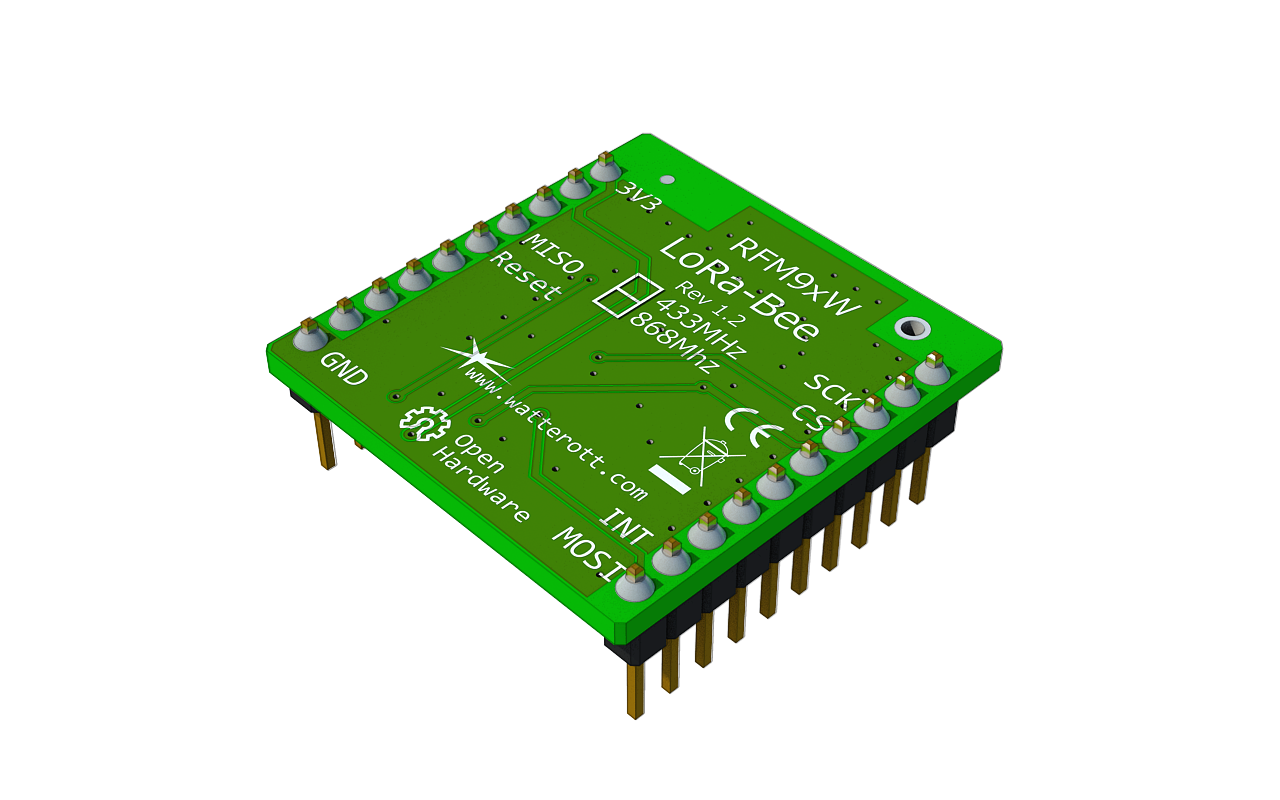 3V3
RFM9xW
LoRa-Bee
Rev 1.2
433MHz
868Mhz
MISO
Reset
GND
www.watterott.com
Open
Hardware
SCK
CS
CE
INT
MOSI